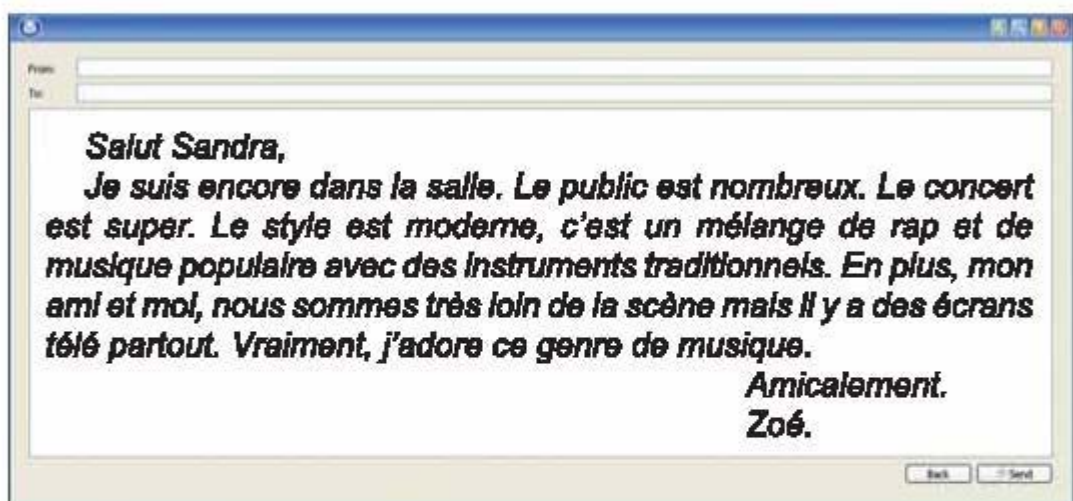 From:
To:
Salut Sandra,
Je suis encore dans la salle. Le public est nombreux. Le concert
est super. Le style est moderne, c'est un mélange de rap et de
musique populaire avec des instruments traditionnels. En plus, mon
ami et moi, nous sommes très loin de la scène mais il y a des écrans
télé partout. Vraiment, j'adore ce genre de musique.
Amicalement.
Zoé.
Back
Send